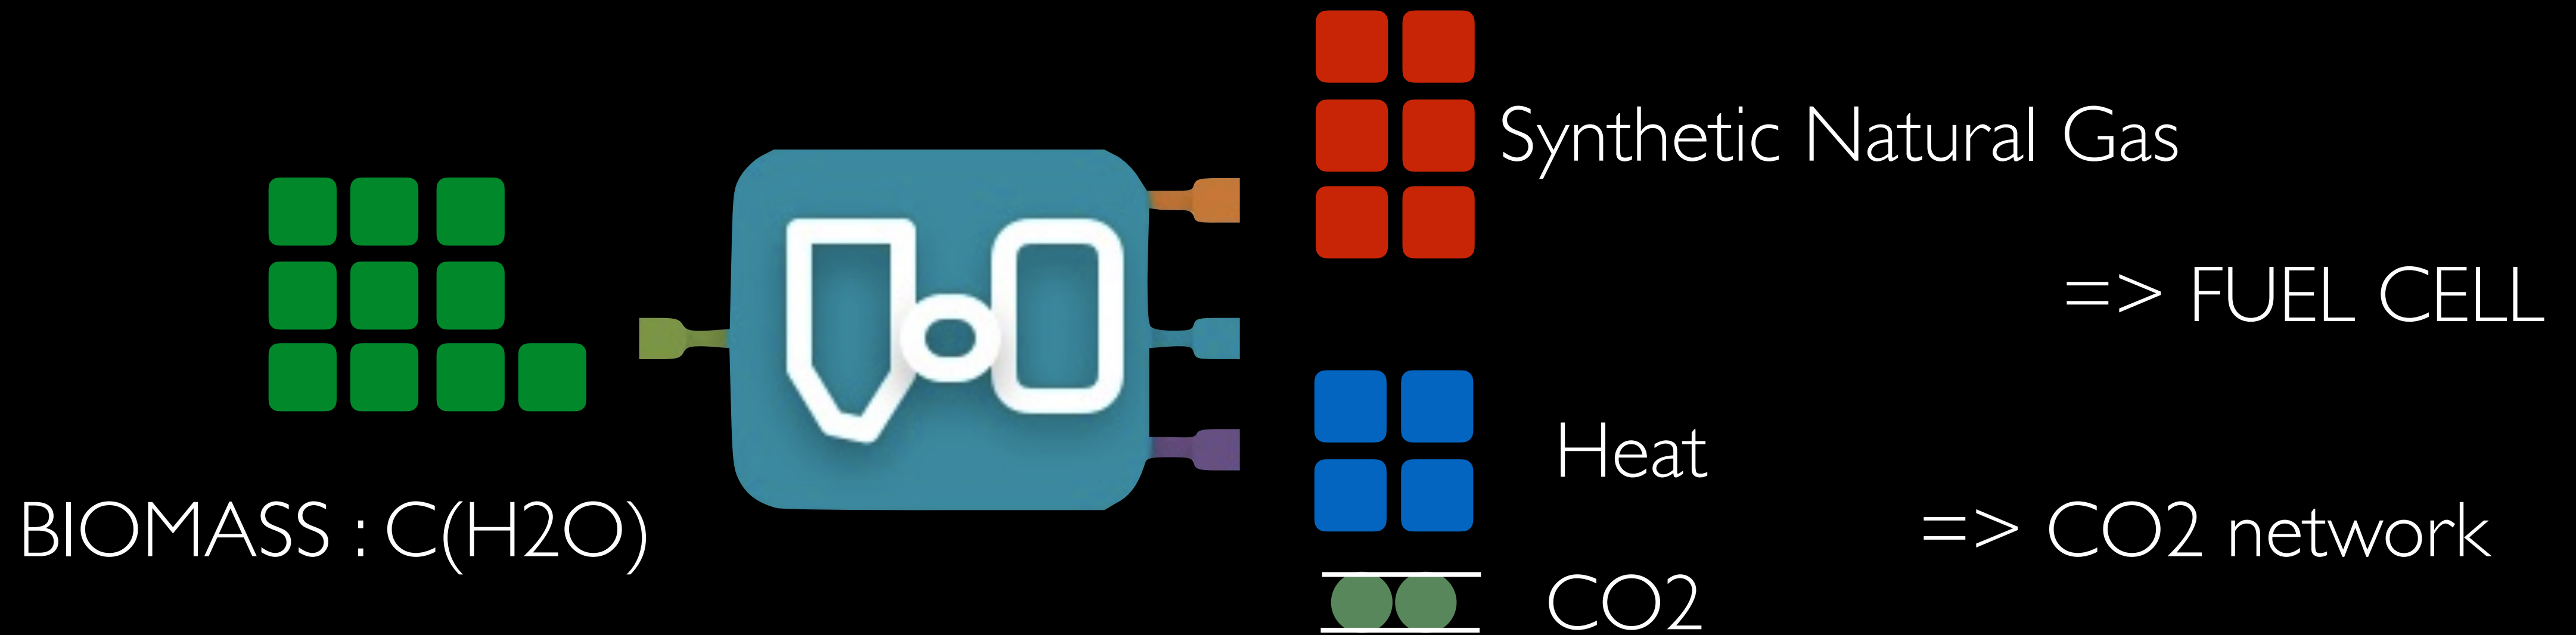 Synthetic Natural Gas
=> FUEL CELL
Heat
BIOMASS : C(H2O)
=> CO2 network
CO2